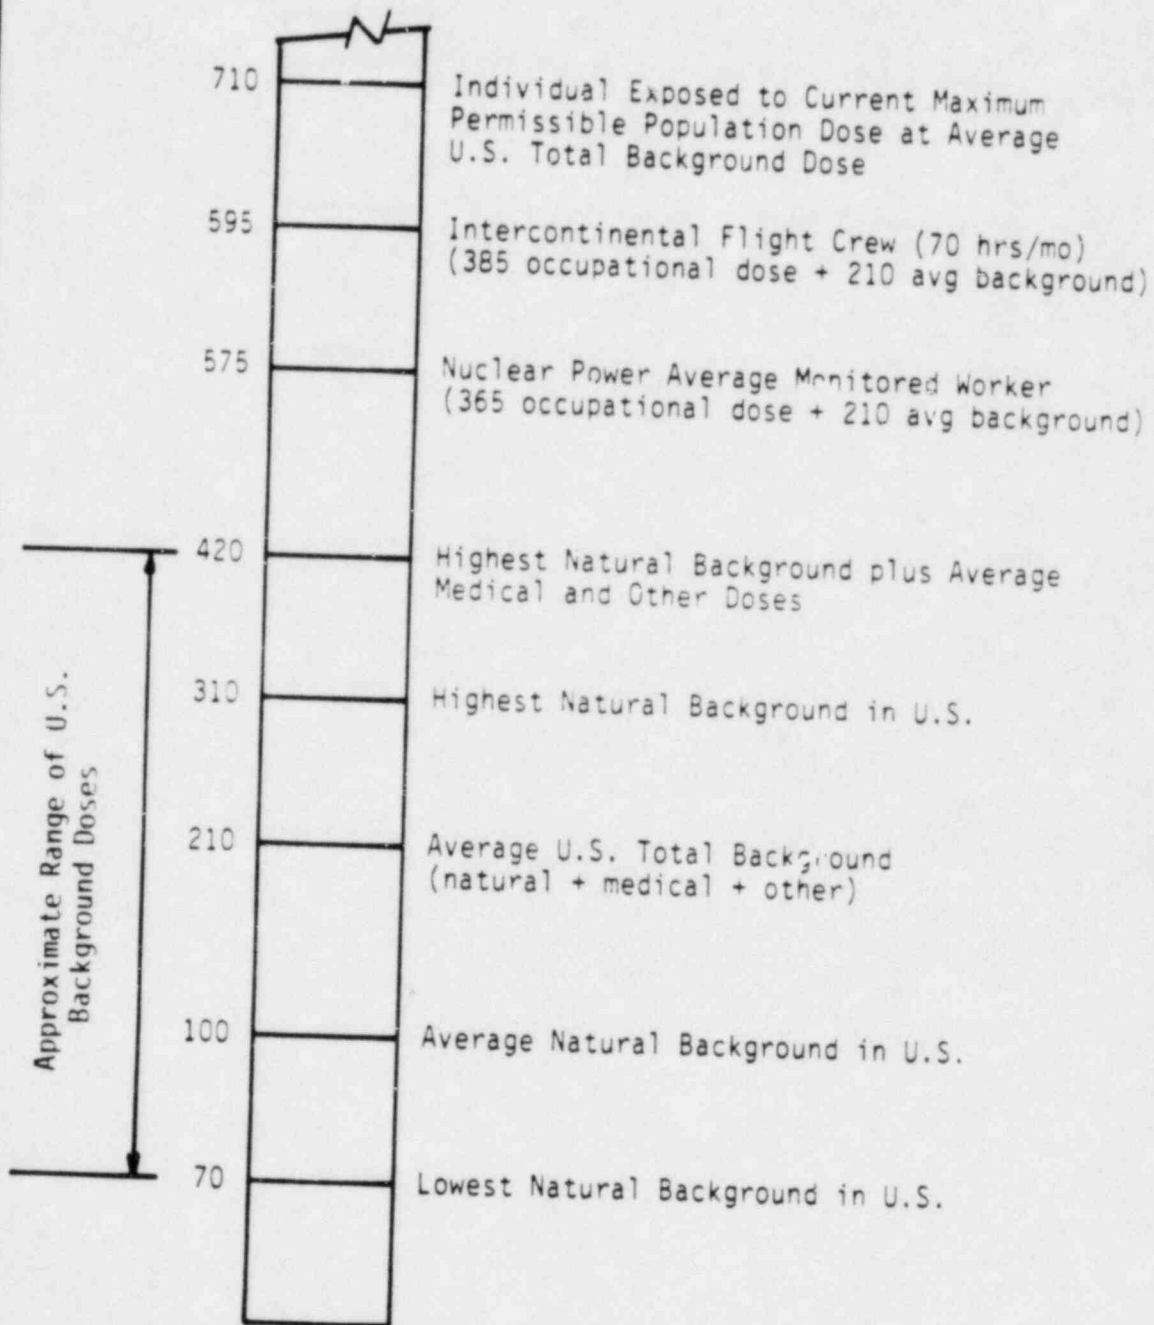 710
Individual Exposed to Current Maximum
Permissible Population Dose at Average
U.S. Total Background Dose
595
Intercontinental Flight Crew (70 hrs/mo)
(385 occupational dose + 210 avg background)
575
Nuclear Power Average Monitored Worker
(365 occupational dose + 210 avg background)
420
Highest Natural Background plus Average
Medical and Other Doses
Approximate Range of U.S.
Background Doses
310
Highest Natural Background in U.S.
210
Average U.S. Total Background
(natural + medical + other)
100
Average Natural Background in U.S.
70
Lowest Natural Background in U.S.